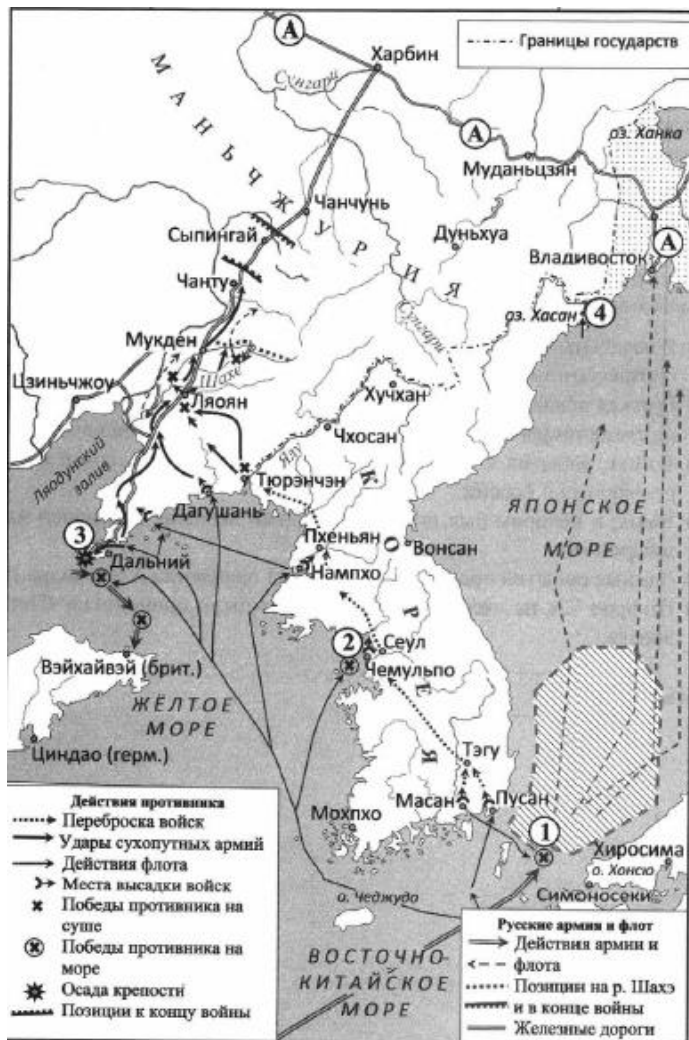 А
Границы государств
Харбин
Сунгари
МАНЬЧЖУРИЯ
А
оз. Ханка
Муданьцзян
Чанчунь
Сыпингай
Дуньхуа
А
Владивосток
Чанту
Сунгари
оз. Хасан
4
Мукден
Шахе
Цзиньчжоу
Ляоян
Хучхан
Чхосан
Ялу
Ляодунский
залив
Тюрэнчэн
Дагушань
КОРЕЯ
ЯПОНСКОЕ
МОРЕ
3
Дальний
Пхеньян
Вонсан
Нампхо
2
Сеул
Чемульпо
Вэйхайвэй (брит.)
ЖЁЛТОЕ
МОРЕ
Циндао (герм.)
Тэгу
Масан
Пусан
Мохпхо
1
Хиросима
о. Хонсю
Симоносеки
о. Чеджудо
ВОСТОЧНО-
КИТАЙСКОЕ
МОРЕ
Действия противника
Переброска войск
Удары сухопутных армий
Действия флота
Места высадки войск
Победы противника на
суше
Победы противника на
море
Осада крепости
Позиции к концу войны
Русские армия и флот
Действия армии и
флота
Позиции на р. Шахэ
и в конце войны
Железные дороги